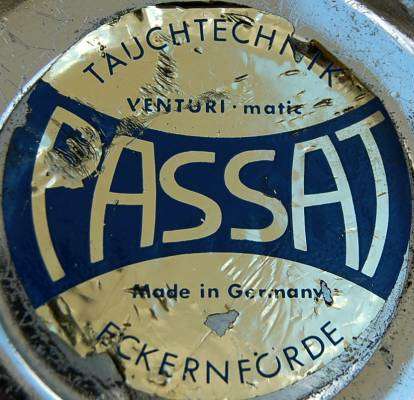 TAUCHTECHNIK
VENTURI·matic
PASSAT
Made in Germany
ECKERNFÖRDE